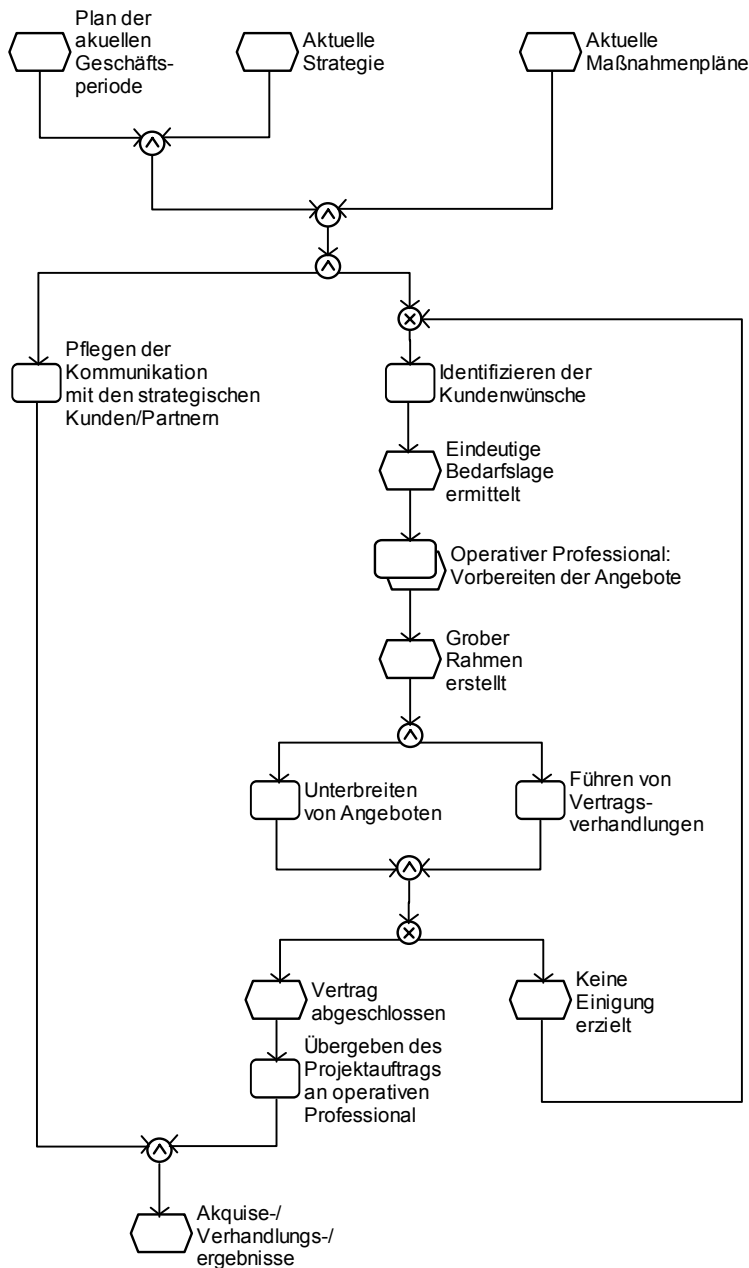 Plan der
akuellen
Geschäfts-
periode
Aktuelle
Strategie
Aktuelle
Maßnahmenpläne
Pflegen der
Kommunikation
mit den strategischen
Kunden/Partnern
Identifizieren der
Kundenwünsche
Eindeutige
Bedarfslage
ermittelt
Operativer Professional:
Vorbereiten der Angebote
Grober
Rahmen
erstellt
Unterbreiten
von Angeboten
Führen von
Vertrags-
verhandlungen
Vertrag
abgeschlossen
Keine
Einigung
erzielt
Übergeben des
Projektauftrags
an operativen
Professional
Akquise-/
Verhandlungs-/
ergebnisse